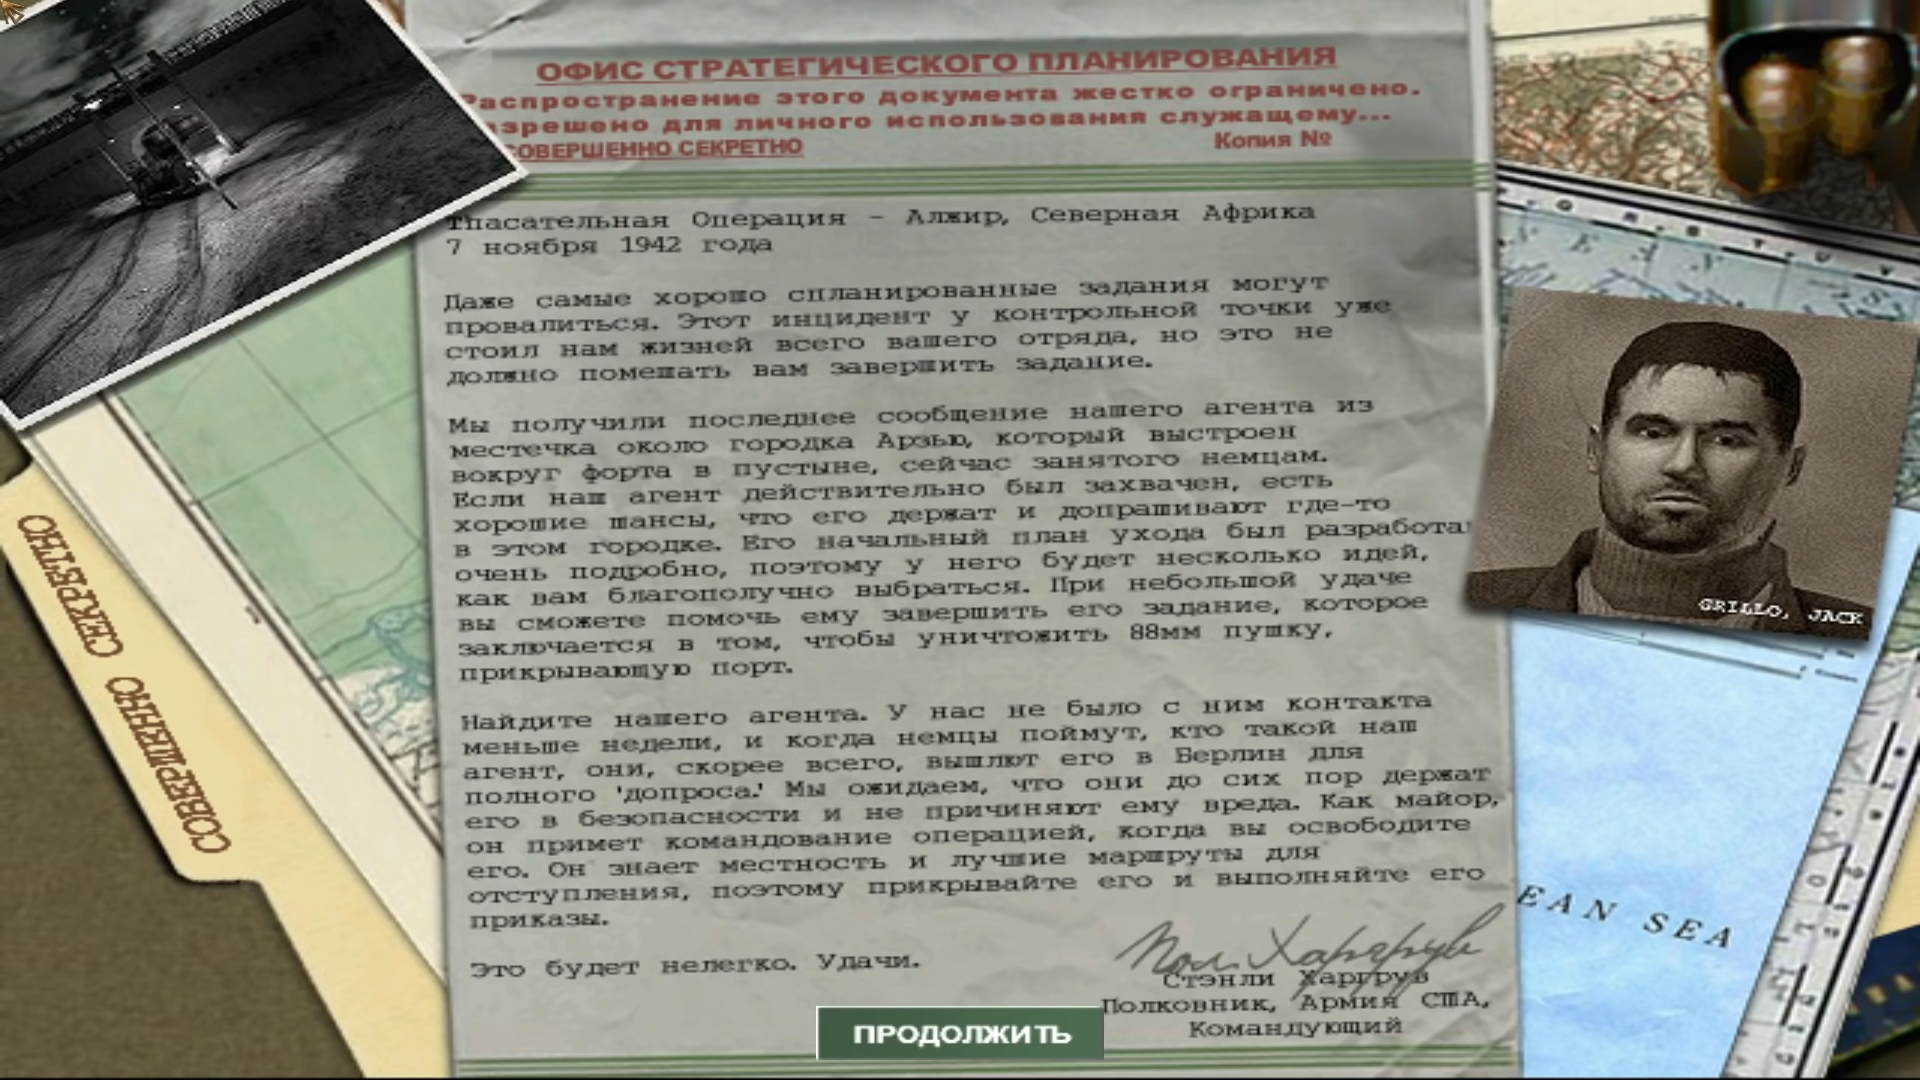 ОФИС СТРАТЕГИЧЕСКОГО ПЛАНИРОВАНИЯ
Распространение этого документа жестко ограничено.
азрешено для личного использования служащему...
СОВЕРШЕННО СЕКРЕТНО
Копия №
Тпасательная Операция - Алжир, Северная Африка
7 ноября 1942 года
Даже самые хорошо спланированные задания могут
провалиться. Этот инцидент у контрольной точки уже
стоил нам жизней всего вашего отряда, но это не
должно помешать вам завершить задание.
Мы получили последнее сообщение нашего агента из
местечка около городка Арзью, который выстроен
вокруг форта в пустыне, сейчас занятого немцам.
Если наш агент действительно был захвачен, есть
хорошие шансы, что его держат и допрашивают где-то
в этом городке. Его начальный план ухода был разработан
очень подробно, поэтому у него будет несколько идей,
как вам благополучно выбраться. При небольшой удаче
вы сможете помочь ему завершить его задание, которое
заключается в том, чтобы уничтожить 88мм пушку,
прикрывающую порт.
Найдите нашего агента. У нас не было с ним контакта
меньше недели, и когда немцы поймут, кто такой наш
агент, они, скорее всего, вышлют его в Берлин для
полного 'допроса.' Мы ожидаем, что они до сих пор держат
его в безопасности и не причиняют ему вреда. Как майор,
он примет командование операцией, когда вы освободите
его. Он знает местность и лучшие маршруты для
отступления, поэтому прикрывайте его и выполняйте его
приказы.
Это будет нелегко. Удачи.
Пол Харгрув
Стэнли Харгрув
Полковник, Армия США,
Командующий
ПРОДОЛЖИТЬ
СОВЕРШЕННО СЕКРЕТНО
GRILLO, JACK
EAN SEA